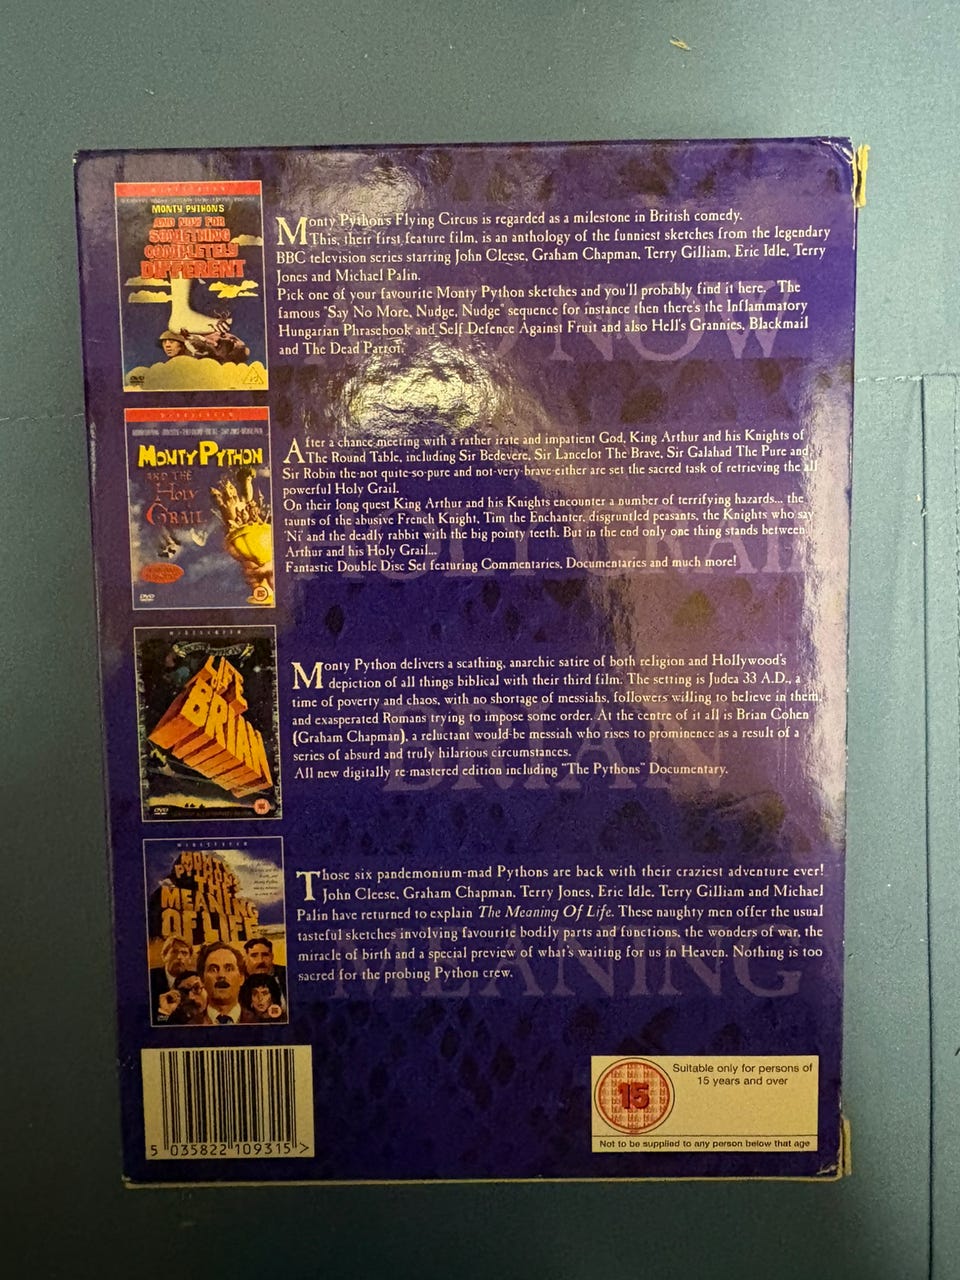 WIDESCREEN
MONTY PYTHON'S
AND NOW FOR
SOMETHING
COMPLETELY
DIFFERENT
DVD
Monty Python's Flying Circus is regarded as a milestone in British comedy.
This, their first feature film, is an anthology of the funniest sketches from the legendary
BBC television series starring John Cleese, Graham Chapman, Terry Gilliam, Eric Idle, Terry
Jones and Michael Palin.
Pick one of your favourite Monty Python sketches and you'll probably find it here. The
famous "Say No More, Nudge, Nudge" sequence for instance then there's the Inflammatory
Hungarian Phrasebook and Self Defence Against Fruit and also Hell's Grannies, Blackmail
and The Dead Parrot.
AND NOW
WIDESCREEN
MONTY PYTHON
AND THE
HOLY
GRAIL
DVD
15
After a chance meeting with a rather irate and impatient God, King Arthur and his Knights of
The Round Table, including Sir Bedevere, Sir Lancelot The Brave, Sir Galahad The Pure and
Sir Robin the-not quite-so-pure and not-very-brave-either are set the sacred task of retrieving the all
powerful Holy Grail.
On their long quest King Arthur and his Knights encounter a number of terrifying hazards... the
taunts of the abusive French Knight, Tim the Enchanter, disgruntled peasants, the Knights who say
'Ni' and the deadly rabbit with the big pointy teeth. But in the end only one thing stands between
Arthur and his Holy Grail...
Fantastic Double Disc Set featuring Commentaries, Documentaries and much more!
HOLY GRAIL
WIDESCREEN
LIFE
OF
BRIAN
DVD
Monty Python delivers a scathing, anarchic satire of both religion and Hollywood's
depiction of all things biblical with their third film. The setting is Judea 33 A.D., a
time of poverty and chaos, with no shortage of messiahs, followers willing to believe in them,
and exasperated Romans trying to impose some order. At the centre of it all is Brian Cohen
(Graham Chapman), a reluctant would-be messiah who rises to prominence as a result of a
series of absurd and truly hilarious circumstances.
All new digitally re-mastered edition including "The Pythons" Documentary.
BRIAN
WIDESCREEN
MONTY
PYTHON'S
THE
MEANING
OF LIFE
Those six pandemonium-mad Pythons are back with their craziest adventure ever!
John Cleese, Graham Chapman, Terry Jones, Eric Idle, Terry Gilliam and Michael
Palin have returned to explain The Meaning Of Life. These naughty men offer the usual
tasteful sketches involving favourite bodily parts and functions, the wonders of war, the
miracle of birth and a special preview of what's waiting for us in Heaven. Nothing is too
sacred for the probing Python crew.
MEANING
5 035822 109315 >
15
Suitable only for persons of
15 years and over
Not to be supplied to any person below that age